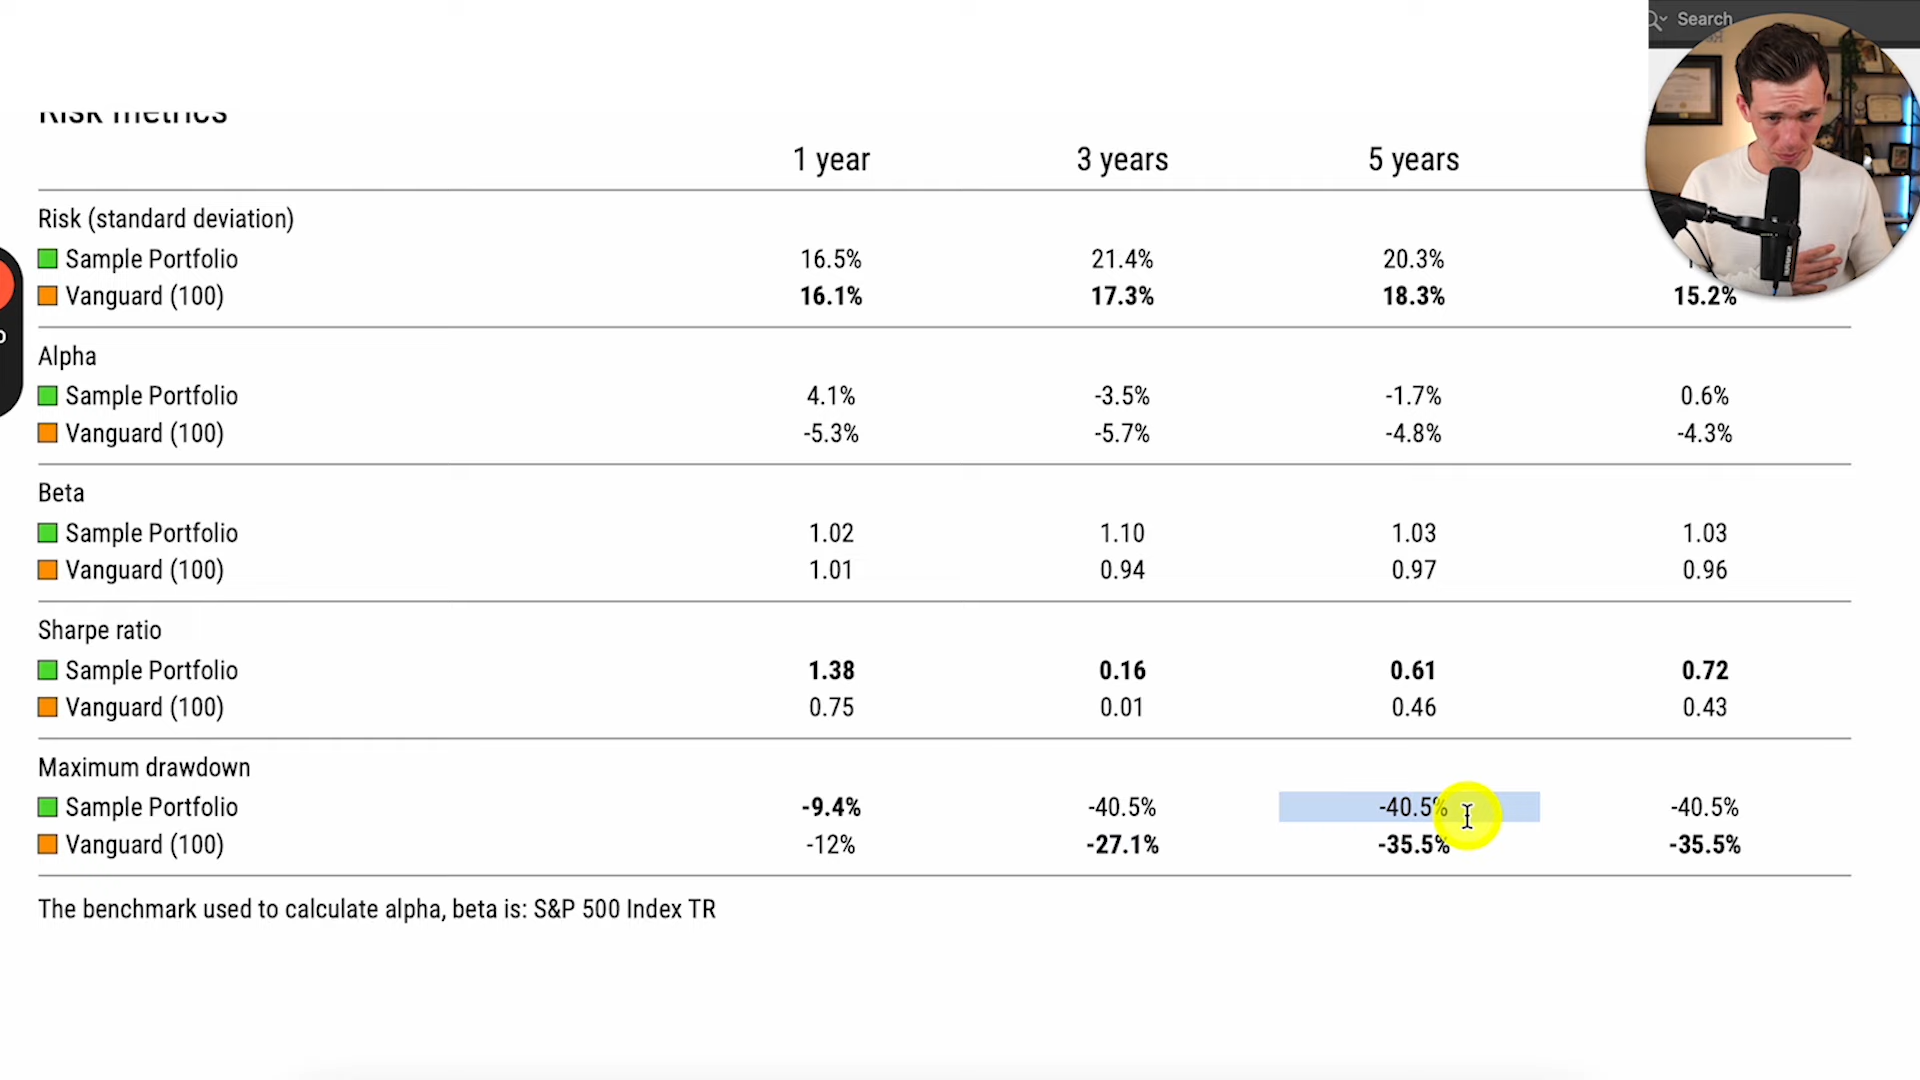 Search
Risk metrics
1 year 3 years 5 years
Risk (standard deviation)
Sample Portfolio 16.5% 21.4% 20.3%
Vanguard (100) 16.1% 17.3% 18.3% 15.2%
Alpha
Sample Portfolio 4.1% -3.5% -1.7% 0.6%
Vanguard (100) -5.3% -5.7% -4.8% -4.3%
Beta
Sample Portfolio 1.02 1.10 1.03 1.03
Vanguard (100) 1.01 0.94 0.97 0.96
Sharpe ratio
Sample Portfolio 1.38 0.16 0.61 0.72
Vanguard (100) 0.75 0.01 0.46 0.43
Maximum drawdown
Sample Portfolio -9.4% -40.5% -40.5% -40.5%
Vanguard (100) -12% -27.1% -35.5% -35.5%
The benchmark used to calculate alpha, beta is: S&P 500 Index TR